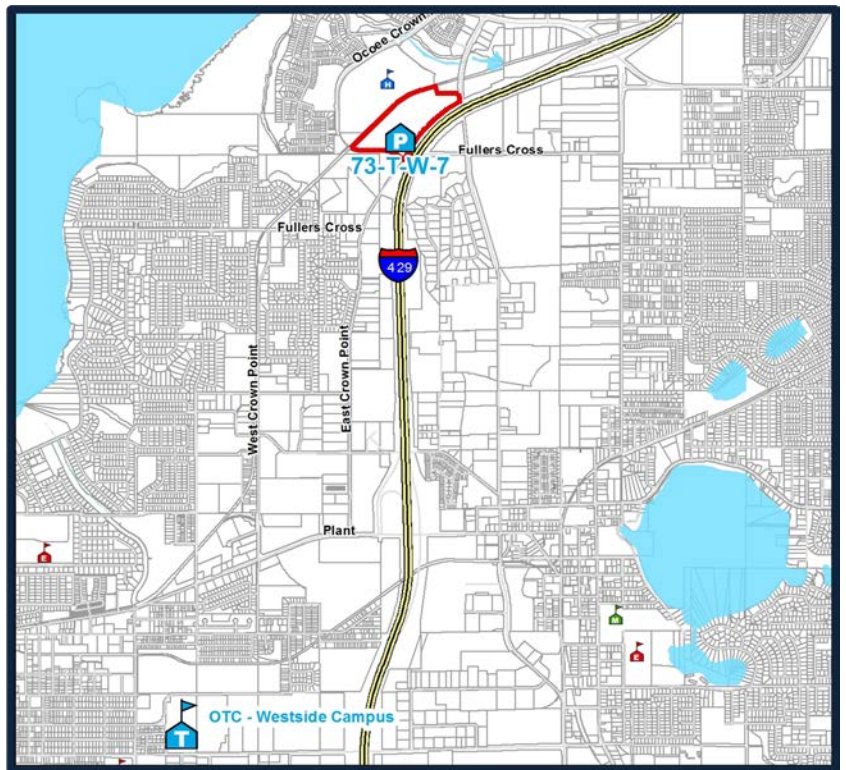 Ocoee Crown
H
P
73-T-W-7
Fullers Cross
Fullers Cross
429
West Crown Point
East Crown Point
Plant
E
M
E
OTC - Westside Campus
T